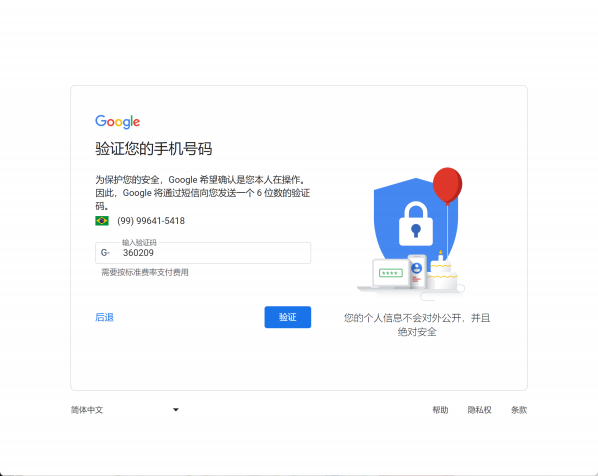 Google
验证您的手机号码
为保护您的安全，Google 希望确认是您本人在操作。
因此，Google 将通过短信向您发送一个 6 位数的验证
码。
(99) 99641-5418
输入验证码
G- 360209
需要按标准费率支付费用
后退
验证
您的个人信息不会对外公开，并且
绝对安全
简体中文
帮助 隐私权 条款